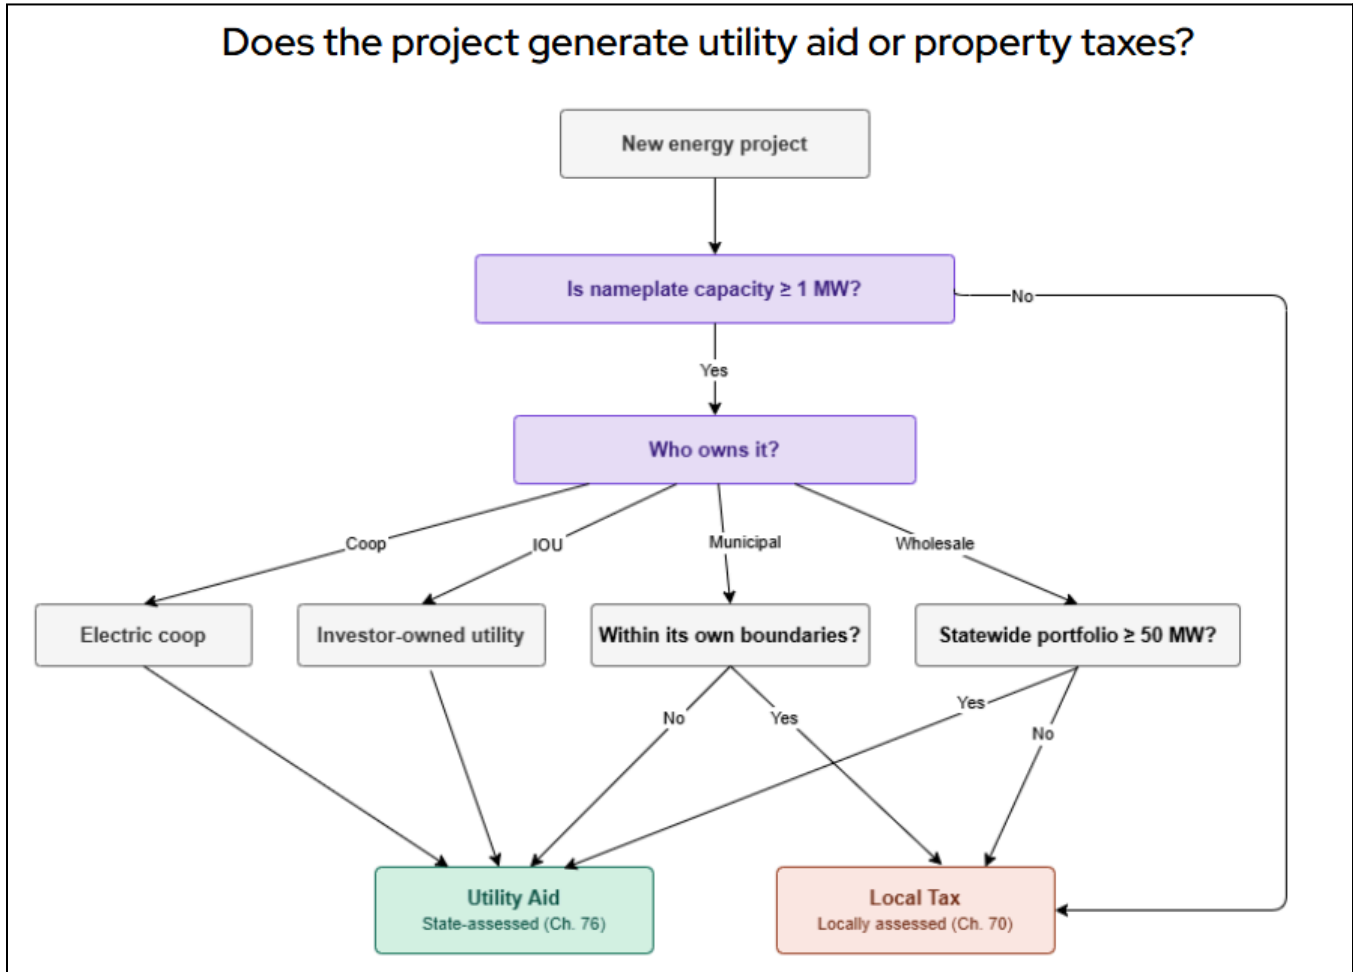 Does the project generate utility aid or property taxes?
New energy project
Is nameplate capacity ≥ 1 MW?
No
Yes
Who owns it?
Coop
IOU
Municipal
Wholesale
Electric coop
Investor-owned utility
Within its own boundaries?
Statewide portfolio ≥ 50 MW?
No
Yes
Yes
No
Utility Aid
State-assessed (Ch. 76)
Local Tax
Locally assessed (Ch. 70)